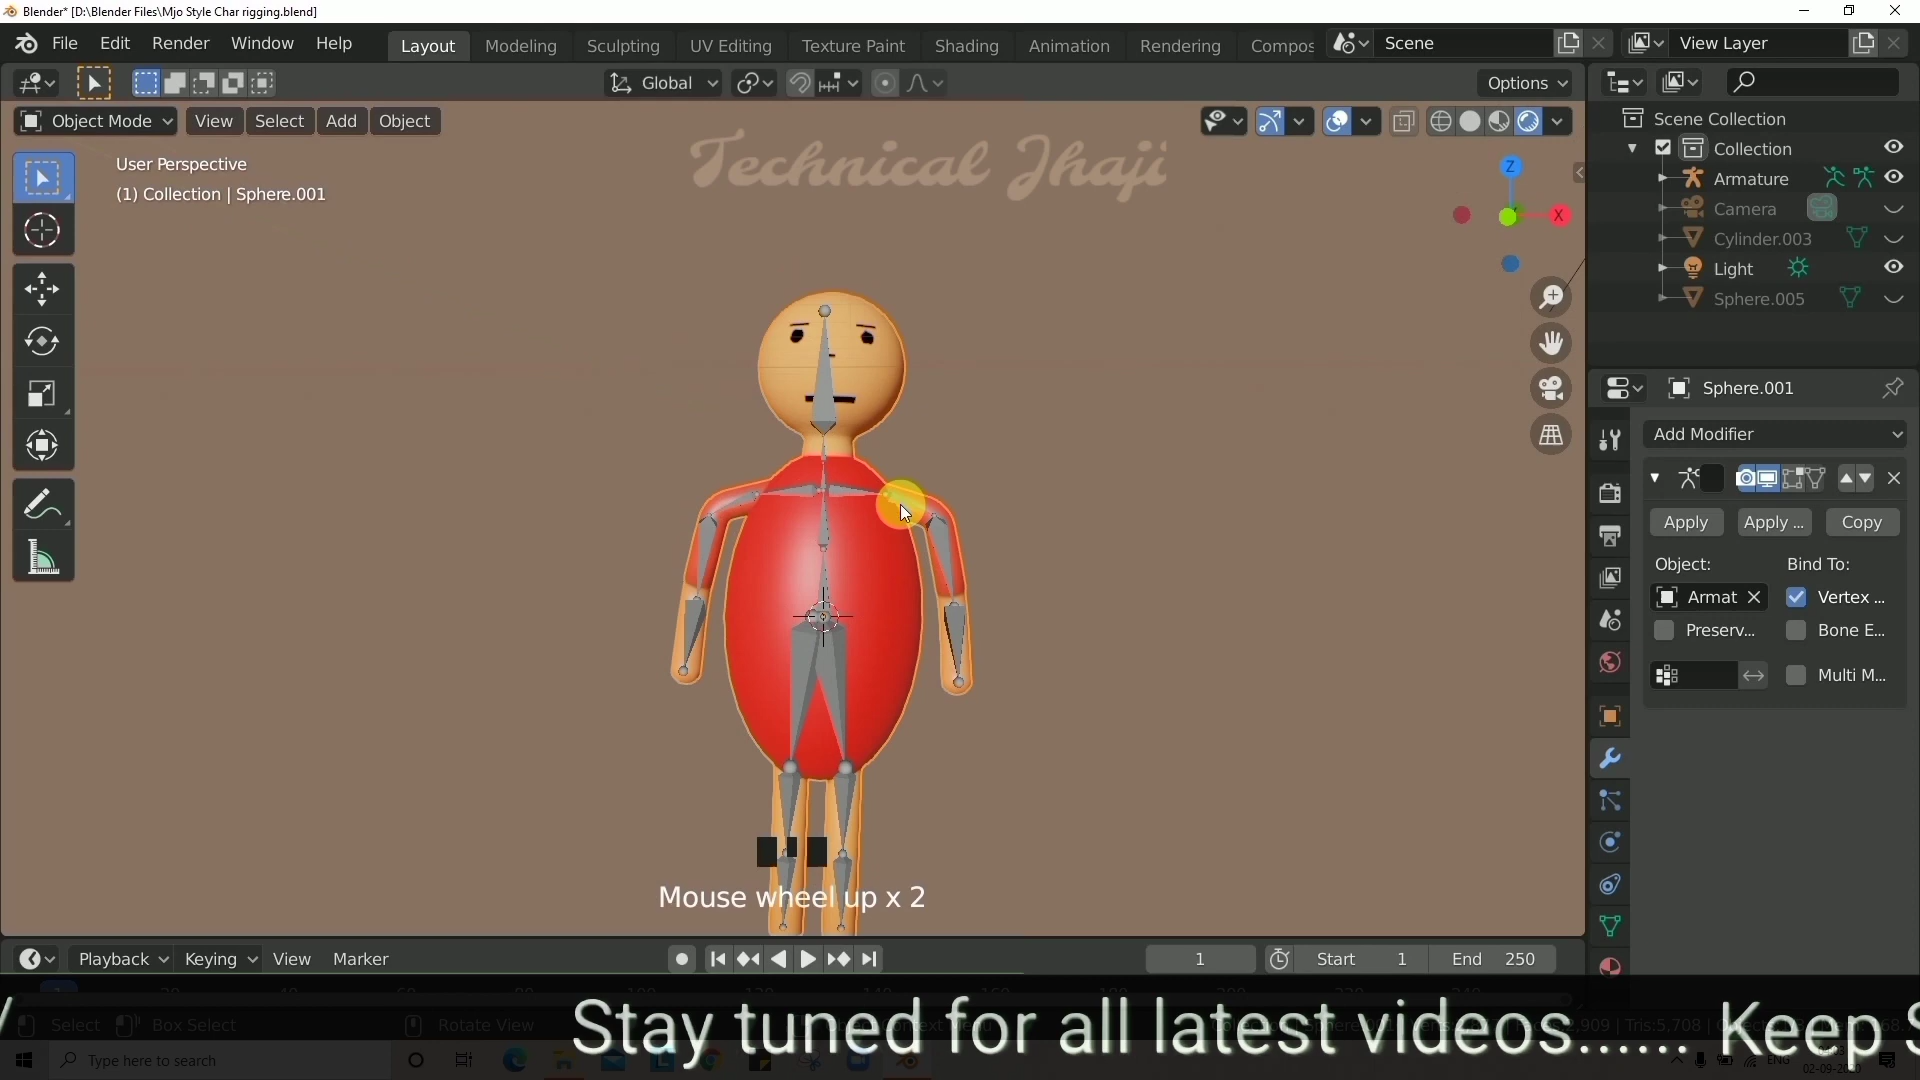 Blender* [D:\Blender Files\Mjo Style Char rigging.blend]
File Edit Render Window Help
Layout Modeling Sculpting UV Editing Texture Paint Shading Animation Rendering Compos
Scene
View Layer
Global
Options
Object Mode View Select Add Object
Technical Jhaji
User Perspective
(1) Collection | Sphere.001
Z
X
Scene Collection
Collection
Armature
Camera
Cylinder.003
Light
Sphere.005
Sphere.001
Add Modifier
Apply Apply ... Copy
Object: Bind To:
Armat Vertex ...
Preserv... Bone E...
Multi M...
Mouse wheel up x 2
Playback Keying View Marker
1 Start 1 End 250
Stay tuned for all latest videos...... Keep S
Select Box Select Rotate View
Type here to search
ENG